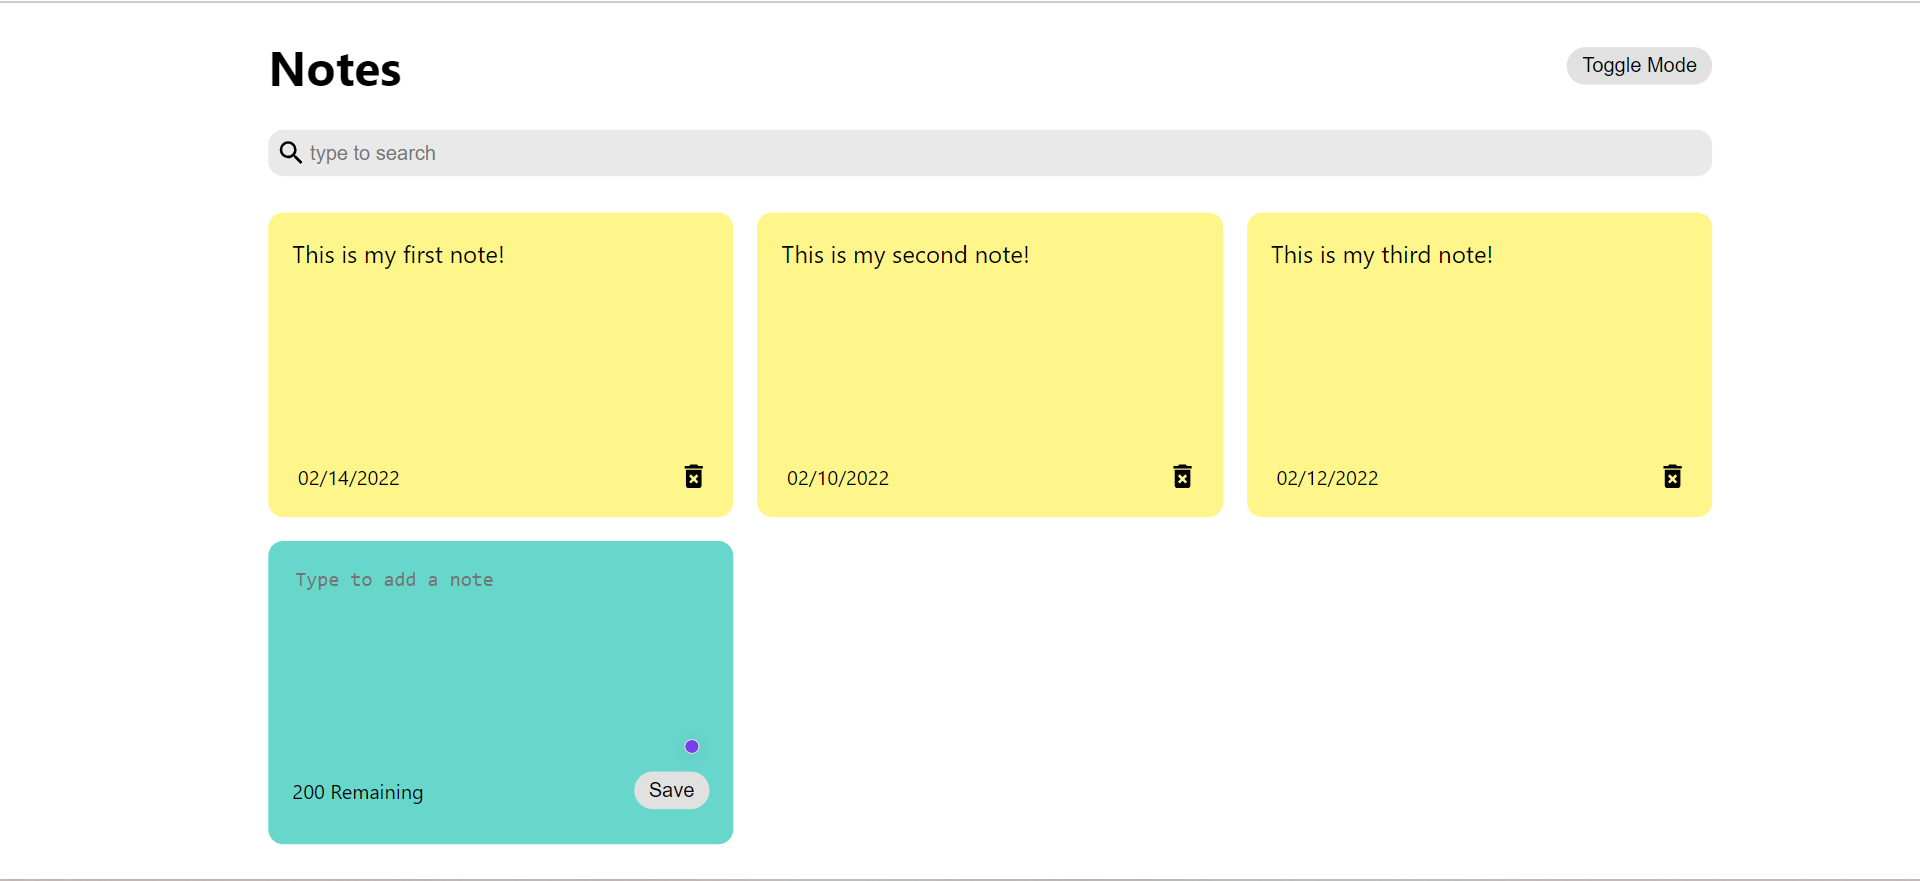 Notes
Toggle Mode
type to search
This is my first note!
02/14/2022
This is my second note!
02/10/2022
This is my third note!
02/12/2022
Type to add a note
200 Remaining
Save